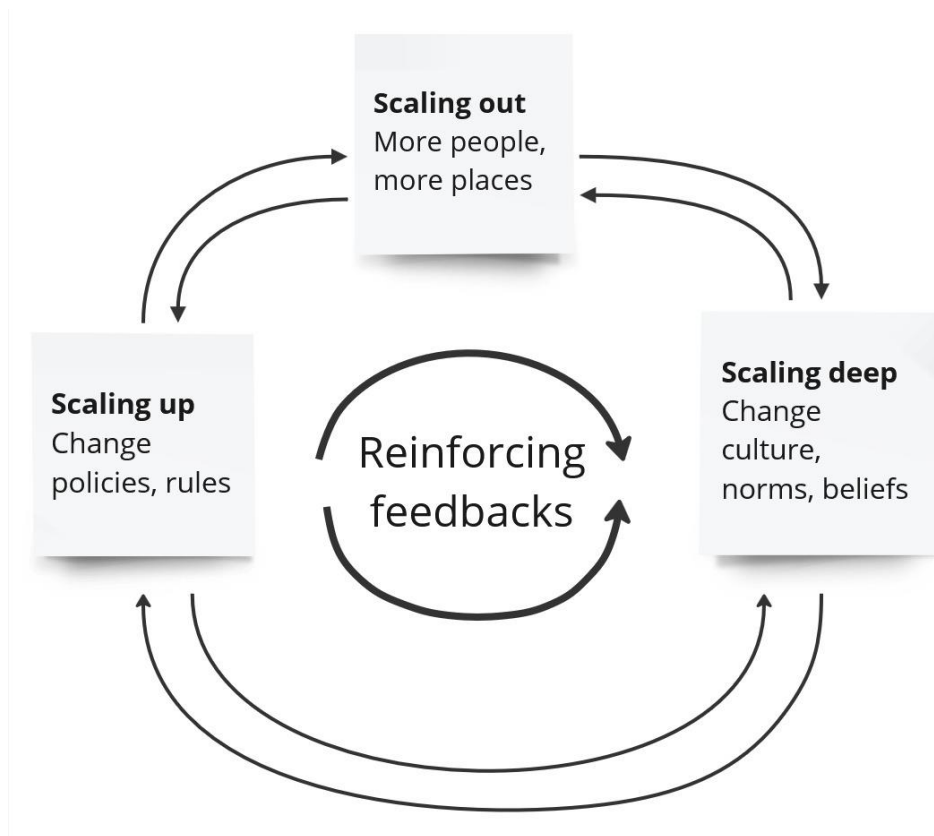 Scaling out
More people,
more places
Scaling up
Change
policies, rules
Reinforcing
feedbacks
Scaling deep
Change
culture,
norms, beliefs